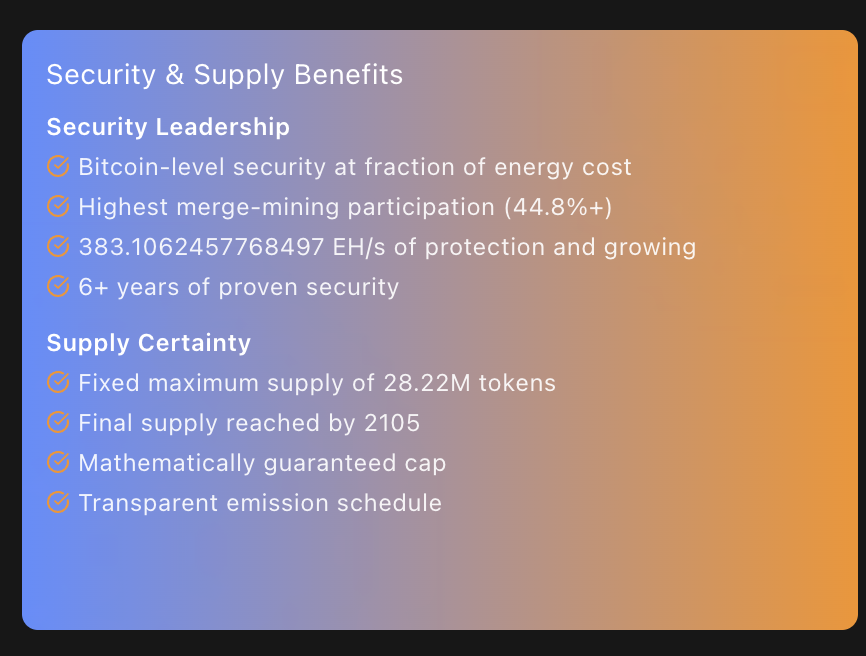 Security & Supply Benefits
Security Leadership
Bitcoin-level security at fraction of energy cost
Highest merge-mining participation (44.8%+)
383.1062457768497 EH/s of protection and growing
6+ years of proven security
Supply Certainty
Fixed maximum supply of 28.22M tokens
Final supply reached by 2105
Mathematically guaranteed cap
Transparent emission schedule